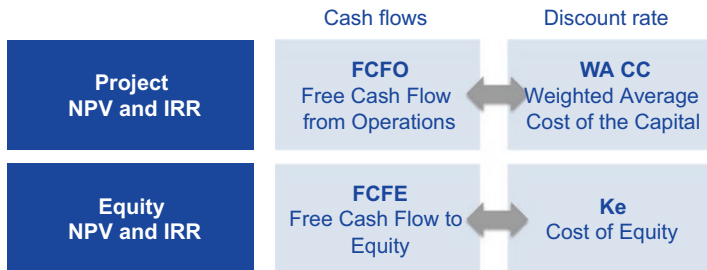 Cash flows
Discount rate
Project
NPV and IRR
FCFO
Free Cash Flow
from Operations
WA CC
Weighted Average
Cost of the Capital
Equity
NPV and IRR
FCFE
Free Cash Flow to
Equity
Ke
Cost of Equity